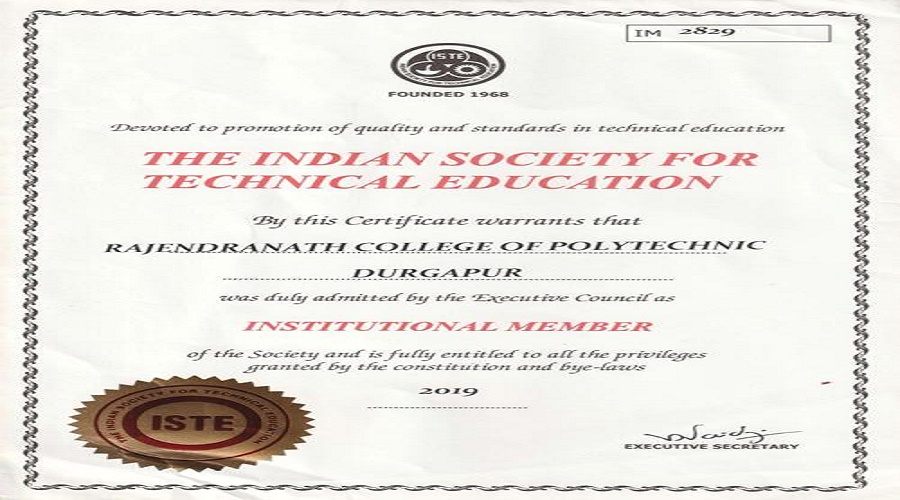 IM 2829
ISTE
FOUNDED 1968
Devoted to promotion of quality and standards in technical education
THE INDIAN SOCIETY FOR
TECHNICAL EDUCATION
By this Certificate warrants that
RAJENDRANATH COLLEGE OF POLYTECHNIC
DURGAPUR
was duly admitted by the Executive Council as
INSTITUTIONAL MEMBER
of the Society and is fully entitled to all the privileges
granted by the constitution and bye-laws
2019
THE INDIAN SOCIETY FOR TECHNICAL EDUCATION
ISTE
EXECUTIVE SECRETARY